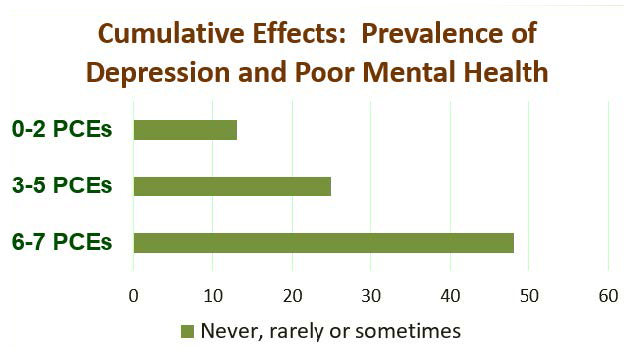 Cumulative Effects:  Prevalence of
Depression and Poor Mental Health
0-2 PCEs
3-5 PCEs
6-7 PCEs
0 10 20 30 40 50 60
Never, rarely or sometimes